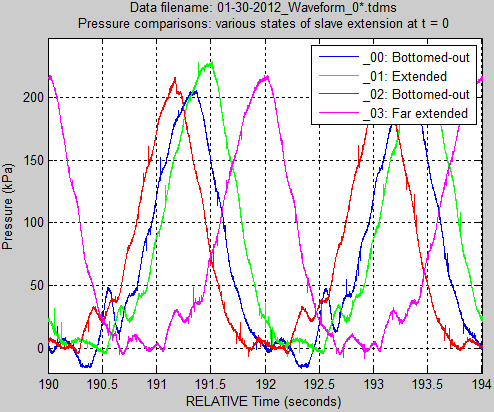 Data filename: 01-30-2012_Waveform_0*.tdms
Pressure comparisons: various states of slave extension at t = 0
_00: Bottomed-out
_01: Extended
_02: Bottomed-out
_03: Far extended
200
150
100
50
0
Pressure (kPa)
190 190.5 191 191.5 192 192.5 193 193.5 194
RELATIVE Time (seconds)